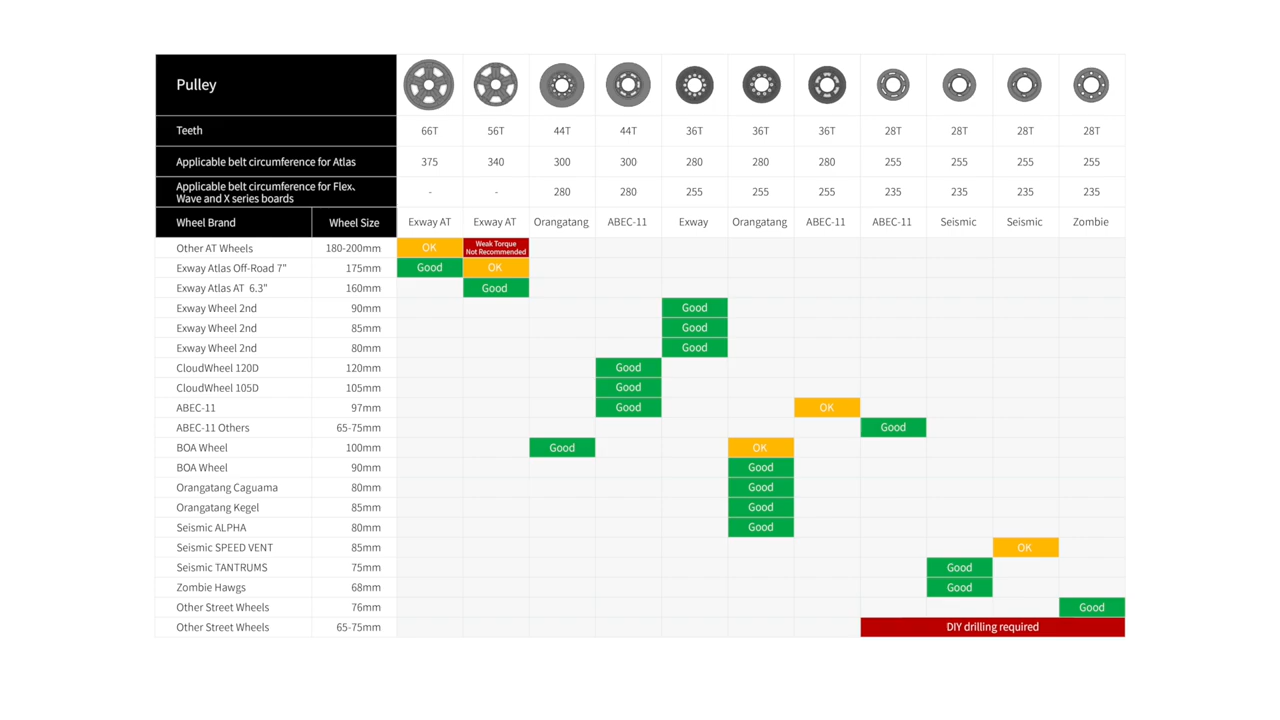 Pulley
Teeth 66T 56T 44T 44T 36T 36T 36T 28T 28T 28T 28T
Applicable belt circumference for Atlas 375 340 300 300 280 280 280 255 255 255 255
Applicable belt circumference for Flex、
Wave and X series boards - - 280 280 255 255 255 235 235 235 235
Wheel Brand Wheel Size Exway AT Exway AT Orangatang ABEC-11 Exway Orangatang ABEC-11 ABEC-11 Seismic Seismic Zombie
Other AT Wheels 180-200mm OK Weak Torque
Not Recommended
Exway Atlas Off-Road 7" 175mm Good OK
Exway Atlas AT 6.3" 160mm Good
Exway Wheel 2nd 90mm Good
Exway Wheel 2nd 85mm Good
Exway Wheel 2nd 80mm Good
CloudWheel 120D 120mm Good
CloudWheel 105D 105mm Good
ABEC-11 97mm Good OK
ABEC-11 Others 65-75mm Good
BOA Wheel 100mm Good OK
BOA Wheel 90mm Good
Orangatang Caguama 80mm Good
Orangatang Kegel 85mm Good
Seismic ALPHA 80mm Good
Seismic SPEED VENT 85mm OK
Seismic TANTRUMS 75mm Good
Zombie Hawgs 68mm Good
Other Street Wheels 76mm Good
Other Street Wheels 65-75mm DIY drilling required